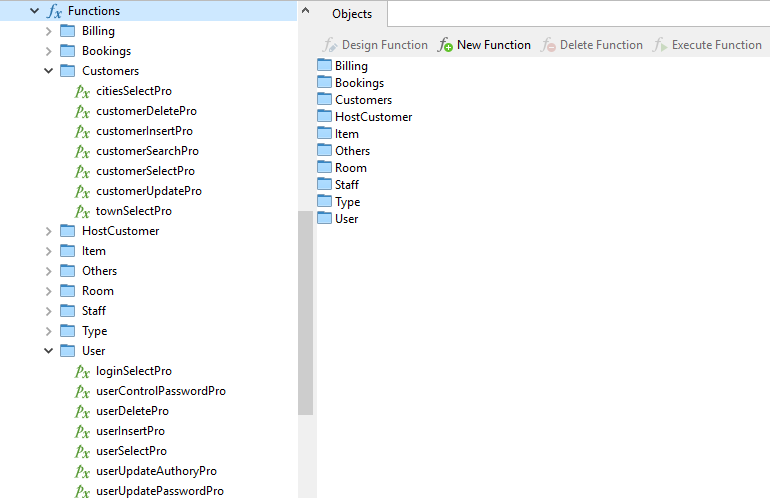 Functions
Billing
Bookings
Customers
citiesSelectPro
customerDeletePro
customerInsertPro
customerSearchPro
customerSelectPro
customerUpdatePro
townSelectPro
HostCustomer
Item
Others
Room
Staff
Type
User
loginSelectPro
userControlPasswordPro
userDeletePro
userInsertPro
userSelectPro
userUpdateAuthoryPro
userUpdatePasswordPro
Objects
Design Function New Function Delete Function Execute Function
Billing
Bookings
Customers
HostCustomer
Item
Others
Room
Staff
Type
User